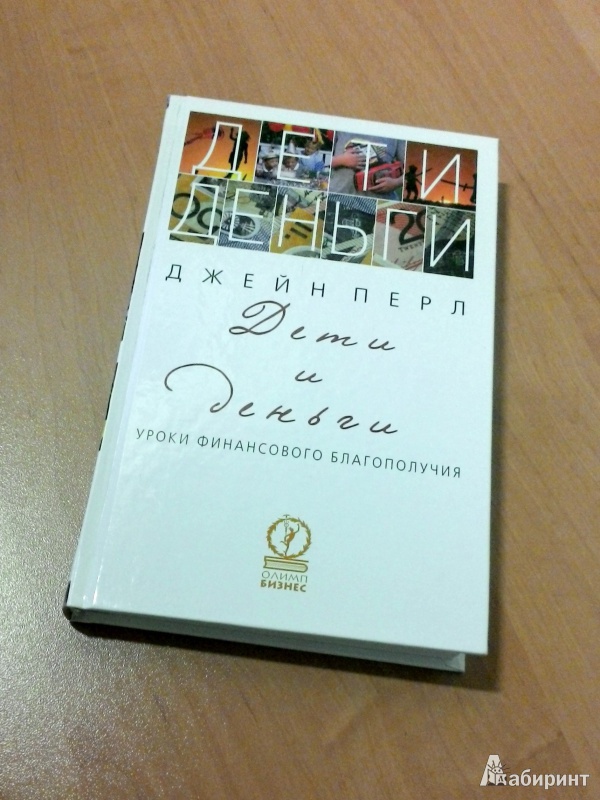 ДЕТИ
ДЕНЬГИ
ДЖЕЙН ПЕРЛ
Дети
и
деньги
УРОКИ ФИНАНСОВОГО БЛАГОПОЛУЧИЯ
ОЛИМП
БИЗНЕС
Лабиринт